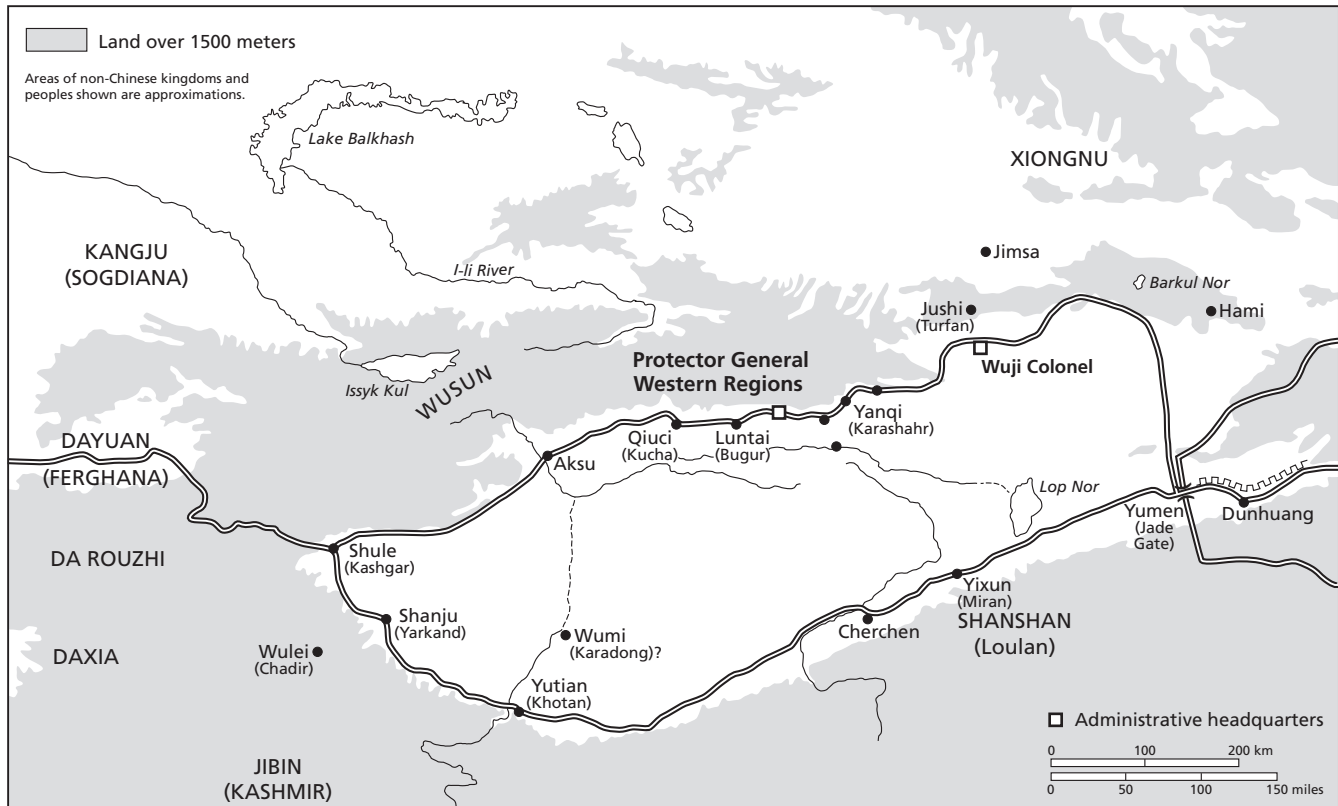 Land over 1500 meters
Areas of non-Chinese kingdoms and
peoples shown are approximations.
Lake Balkhash
XIONGNU
KANGJU
(SOGDIANA)
I-li River
Jimsa
Barkul Nor
Jushi
(Turfan)
Hami
Protector General
Western Regions
Wuji Colonel
Issyk Kul
WUSUN
Yanqi
(Karashahr)
DAYUAN
(FERGHANA)
Qiuci
(Kucha)
Luntai
(Bugur)
Aksu
Lop Nor
Yumen
(Jade
Gate)
Dunhuang
Shule
(Kashgar)
DA ROUZHI
Yixun
(Miran)
Shanju
(Yarkand)
Cherchen
SHANSHAN
(Loulan)
Wumi
(Karadong)?
DAXIA
Wulei
(Chadir)
Yutian
(Khotan)
JIBIN
(KASHMIR)
Administrative headquarters
0 100 200 km
0 50 100 150 miles